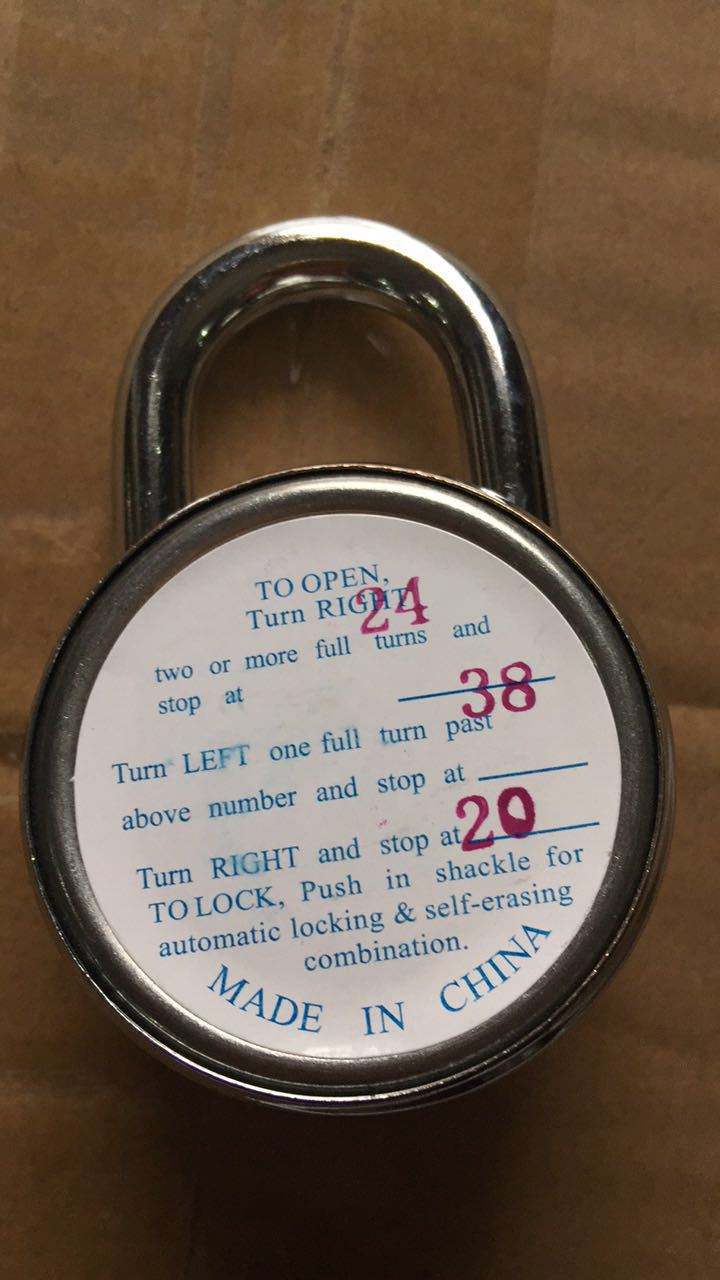 TO OPEN,
Turn RIGHT 24
two or more full turns and
stop at 38
Turn LEFT one full turn past
above number and stop at
Turn RIGHT and stop at 20
TO LOCK, Push in shackle for
automatic locking & self-erasing
combination.
MADE IN CHINA